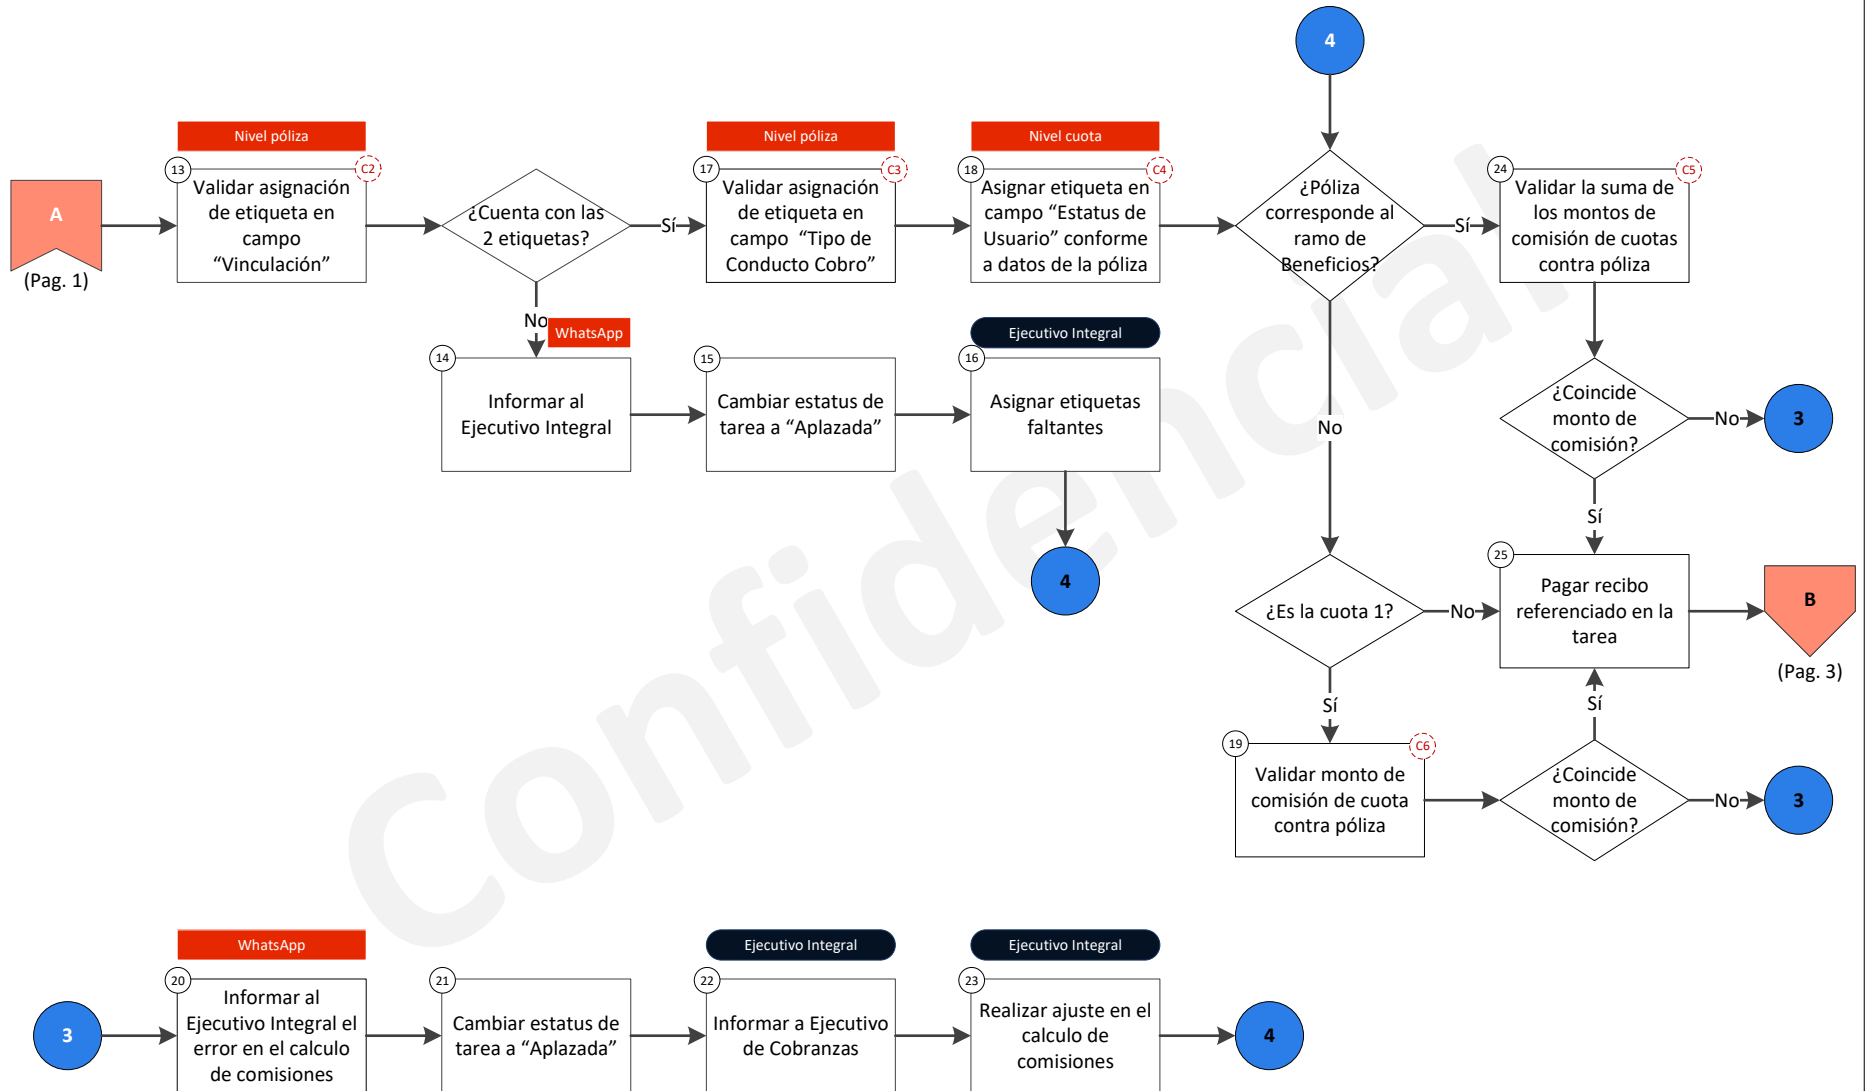 4
Nivel póliza
13
C2
Validar asignación
de etiqueta en
campo
“Vinculación”
A
(Pag. 1)
¿Cuenta con las
2 etiquetas?
Sí
No
Nivel póliza
17
C3
Validar asignación
de etiqueta en
campo “Tipo de
Conducto Cobro”
Nivel cuota
18
C4
Asignar etiqueta en
campo “Estatus de
Usuario” conforme
a datos de la póliza
¿Póliza
corresponde al
ramo de
Beneficios?
Sí
No
24
C5
Validar la suma de
los montos de
comisión de cuotas
contra póliza
WhatsApp
14
Informar al
Ejecutivo Integral
15
Cambiar estatus de
tarea a “Aplazada”
Ejecutivo Integral
16
Asignar etiquetas
faltantes
4
¿Coincide
monto de
comisión?
No
3
Sí
¿Es la cuota 1?
No
Sí
25
Pagar recibo
referenciado en la
tarea
B
(Pag. 3)
Sí
19
C6
Validar monto de
comisión de cuota
contra póliza
¿Coincide
monto de
comisión?
No
3
Confidencial
3
WhatsApp
20
Informar al
Ejecutivo Integral el
error en el calculo
de comisiones
21
Cambiar estatus de
tarea a “Aplazada”
Ejecutivo Integral
22
Informar a Ejecutivo
de Cobranzas
Ejecutivo Integral
23
Realizar ajuste en el
calculo de
comisiones
4